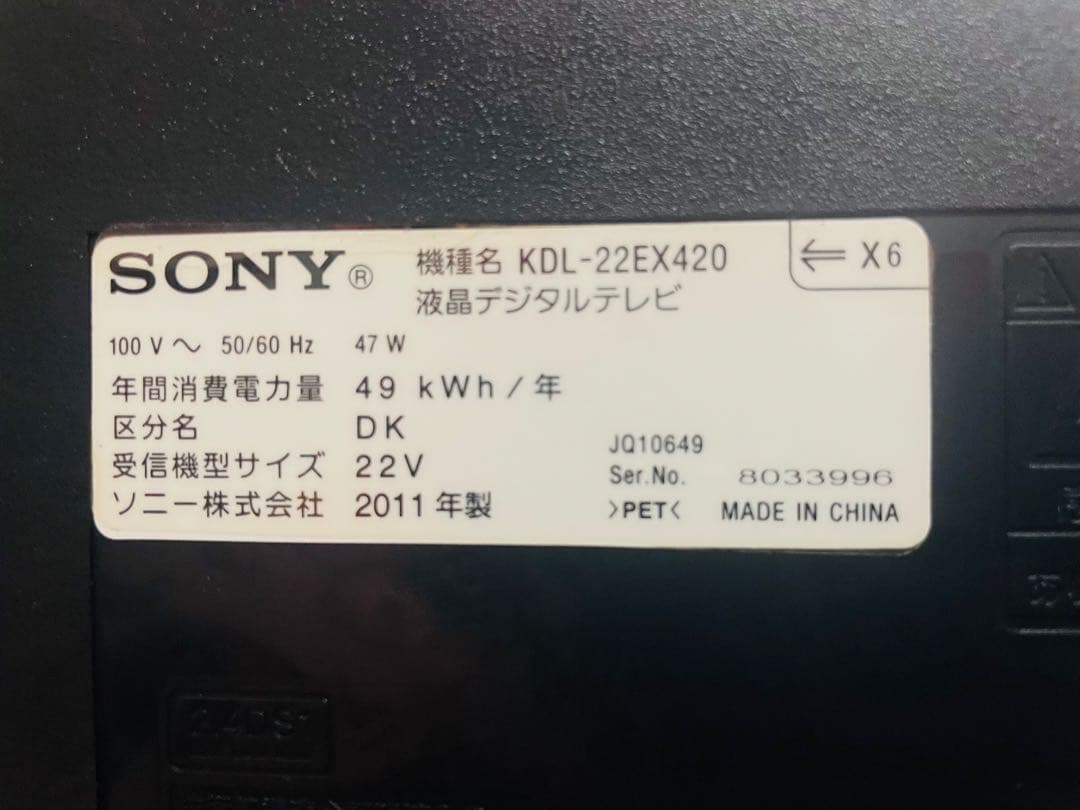 SONY®
機種名 KDL-22EX420
⇐ X6
液晶デジタルテレビ
100 V ～ 50/60 Hz 47 W
年間消費電力量 49 kWh / 年
区分名 DK
JQ10649
受信機型サイズ 22V
Ser.No. 8033996
ソニー株式会社 2011 年製
>PET< MADE IN CHINA